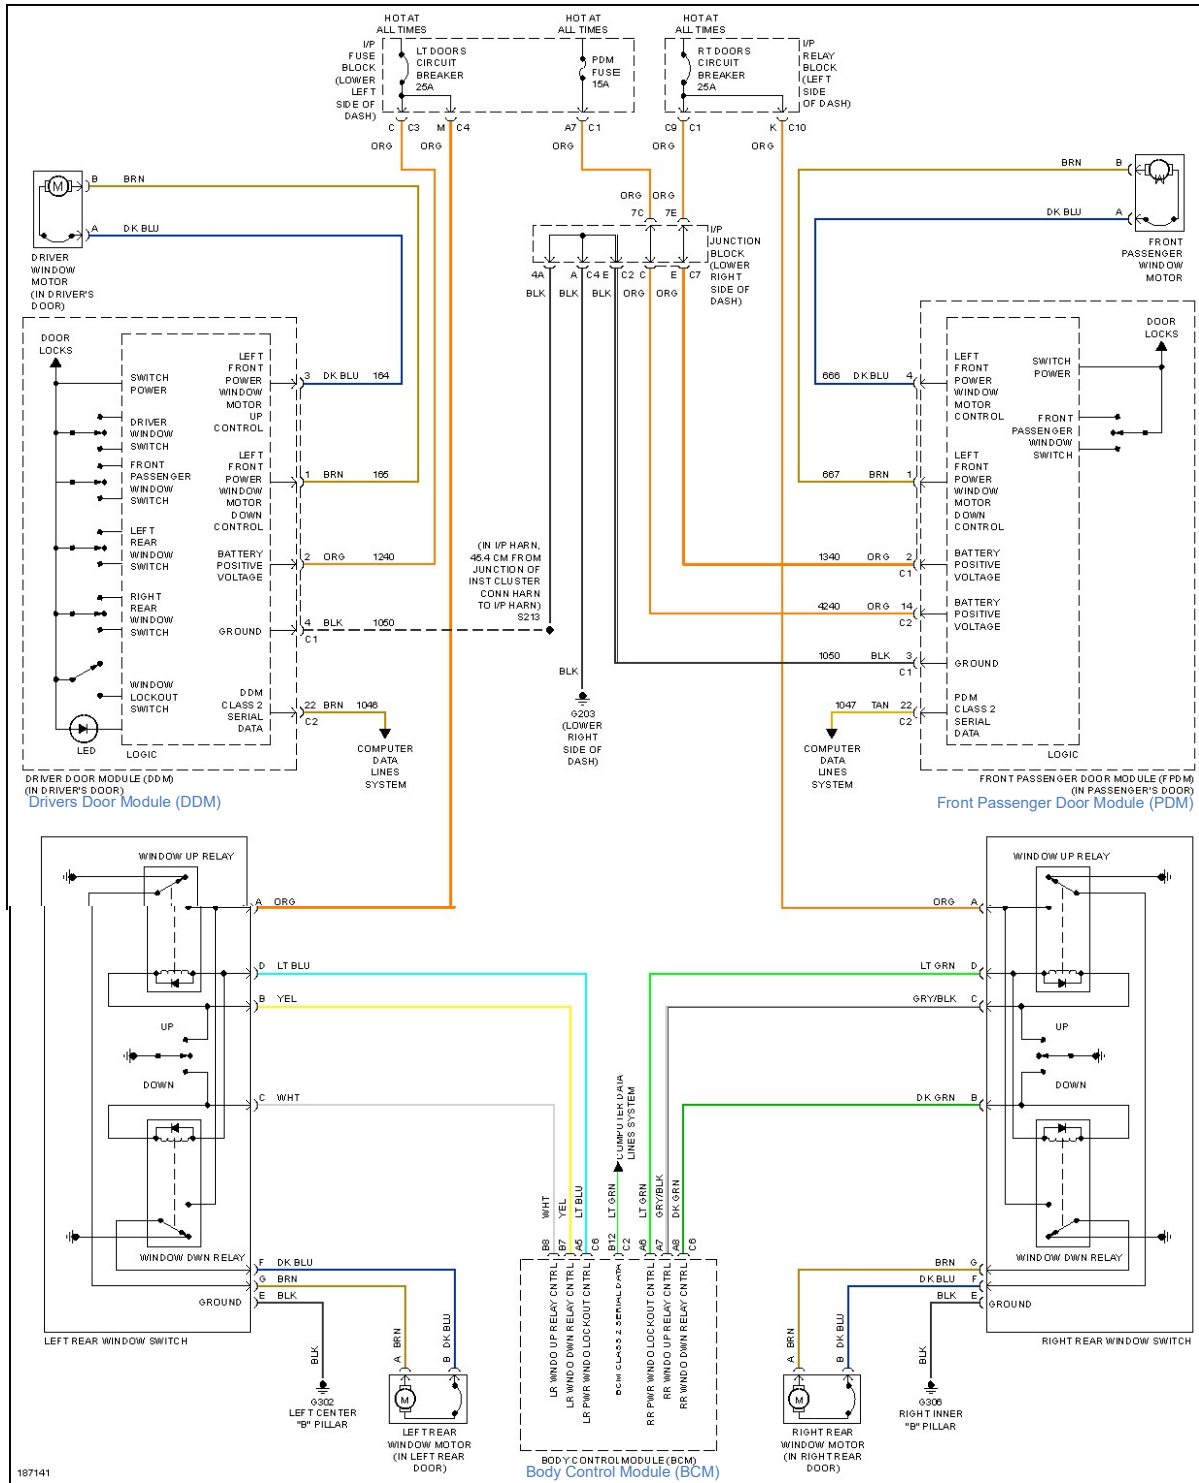 HOT AT
ALL TIMES
HOT AT
ALL TIMES
HOT AT
ALL TIMES
I/P
FUSE
BLOCK
(LOWER
LEFT
SIDE OF
DASH)
LT DOORS
CIRCUIT
BREAKER
25A
PDM
FUSE
15A
RT DOORS
CIRCUIT
BREAKER
25A
I/P
RELAY
BLOCK
(LEFT
SIDE
OF DASH)
C C3 M C4 A7 C1 C9 C1 K C10
ORG ORG ORG ORG ORG
B BRN
A DK BLU
M
DRIVER
WINDOW
MOTOR
(IN DRIVER'S
DOOR)
ORG ORG
7C 7E
I/P
JUNCTION
BLOCK
(LOWER
RIGHT
SIDE OF
DASH)
4A A C4 E C2 C E C7
BLK BLK BLK ORG ORG
BRN B
DK BLU A
M
FRONT
PASSENGER
WINDOW
MOTOR
DOOR
LOCKS
SWITCH
POWER
DRIVER
WINDOW
SWITCH
FRONT
PASSENGER
WINDOW
SWITCH
LEFT
REAR
WINDOW
SWITCH
RIGHT
REAR
WINDOW
SWITCH
WINDOW
LOCKOUT
SWITCH
LED
LEFT
FRONT
POWER
WINDOW
MOTOR
UP
CONTROL
LEFT
FRONT
POWER
WINDOW
MOTOR
DOWN
CONTROL
BATTERY
POSITIVE
VOLTAGE
GROUND
DDM
CLASS 2
SERIAL
DATA
LOGIC
3 DK BLU 164
1 BRN 165
2 ORG 1240
4 BLK 1050
C1
22 BRN 1046
C2
COMPUTER
DATA
LINES
SYSTEM
DRIVER DOOR MODULE (DDM)
(IN DRIVER'S DOOR)
Drivers Door Module (DDM)
(IN I/P HARN,
45.4 CM FROM
JUNCTION OF
INST CLUSTER
CONN HARN
TO I/P HARN)
S213
BLK
G203
(LOWER
RIGHT
SIDE OF
DASH)
666 DK BLU 4
667 BRN 1
1340 ORG 2
C1
4240 ORG 14
C2
1050 BLK 3
C1
1047 TAN 22
C2
COMPUTER
DATA
LINES
SYSTEM
LEFT
FRONT
POWER
WINDOW
MOTOR
CONTROL
LEFT
FRONT
POWER
WINDOW
MOTOR
DOWN
CONTROL
BATTERY
POSITIVE
VOLTAGE
BATTERY
POSITIVE
VOLTAGE
GROUND
PDM
CLASS 2
SERIAL
DATA
LOGIC
DOOR
LOCKS
SWITCH
POWER
FRONT
PASSENGER
WINDOW
SWITCH
FRONT PASSENGER DOOR MODULE (FPDM)
(IN PASSENGER'S DOOR)
Front Passenger Door Module (PDM)
WINDOW UP RELAY
A ORG
D LT BLU
B YEL
UP
DOWN
C WHT
WINDOW DWN RELAY
F DK BLU
G BRN
E BLK
GROUND
LEFT REAR WINDOW SWITCH
BLK
G302
LEFT CENTER
"B" PILLAR
A BRN
B DK BLU
M
LEFT REAR
WINDOW MOTOR
(IN LEFT REAR
DOOR)
COMPUTER DATA
LINES SYSTEM
WHT
YEL
LT BLU
LT GRN
LT GRN
GRY/BLK
DK GRN
B8 B7 A5 C6 B12 C2 A6 A7 A8 C6
LR WNDO UP RELAY CNTRL
LR WNDO DWN RELAY CNTRL
LR PWR WNDO LOCKOUT CNTRL
BCM CLASS 2 SERIAL DATA
RR PWR WNDO LOCKOUT CNTRL
RR WNDO UP RELAY CNTRL
RR WNDO DWN RELAY CNTRL
BODY CONTROL MODULE (BCM)
Body Control Module (BCM)
WINDOW UP RELAY
ORG A
LT GRN D
GRY/BLK C
UP
DOWN
DK GRN B
WINDOW DWN RELAY
BRN G
DK BLU F
BLK E
GROUND
RIGHT REAR WINDOW SWITCH
A BRN
B DK BLU
M
RIGHT REAR
WINDOW MOTOR
(IN RIGHT REAR
DOOR)
BLK
G306
RIGHT INNER
"B" PILLAR
187141